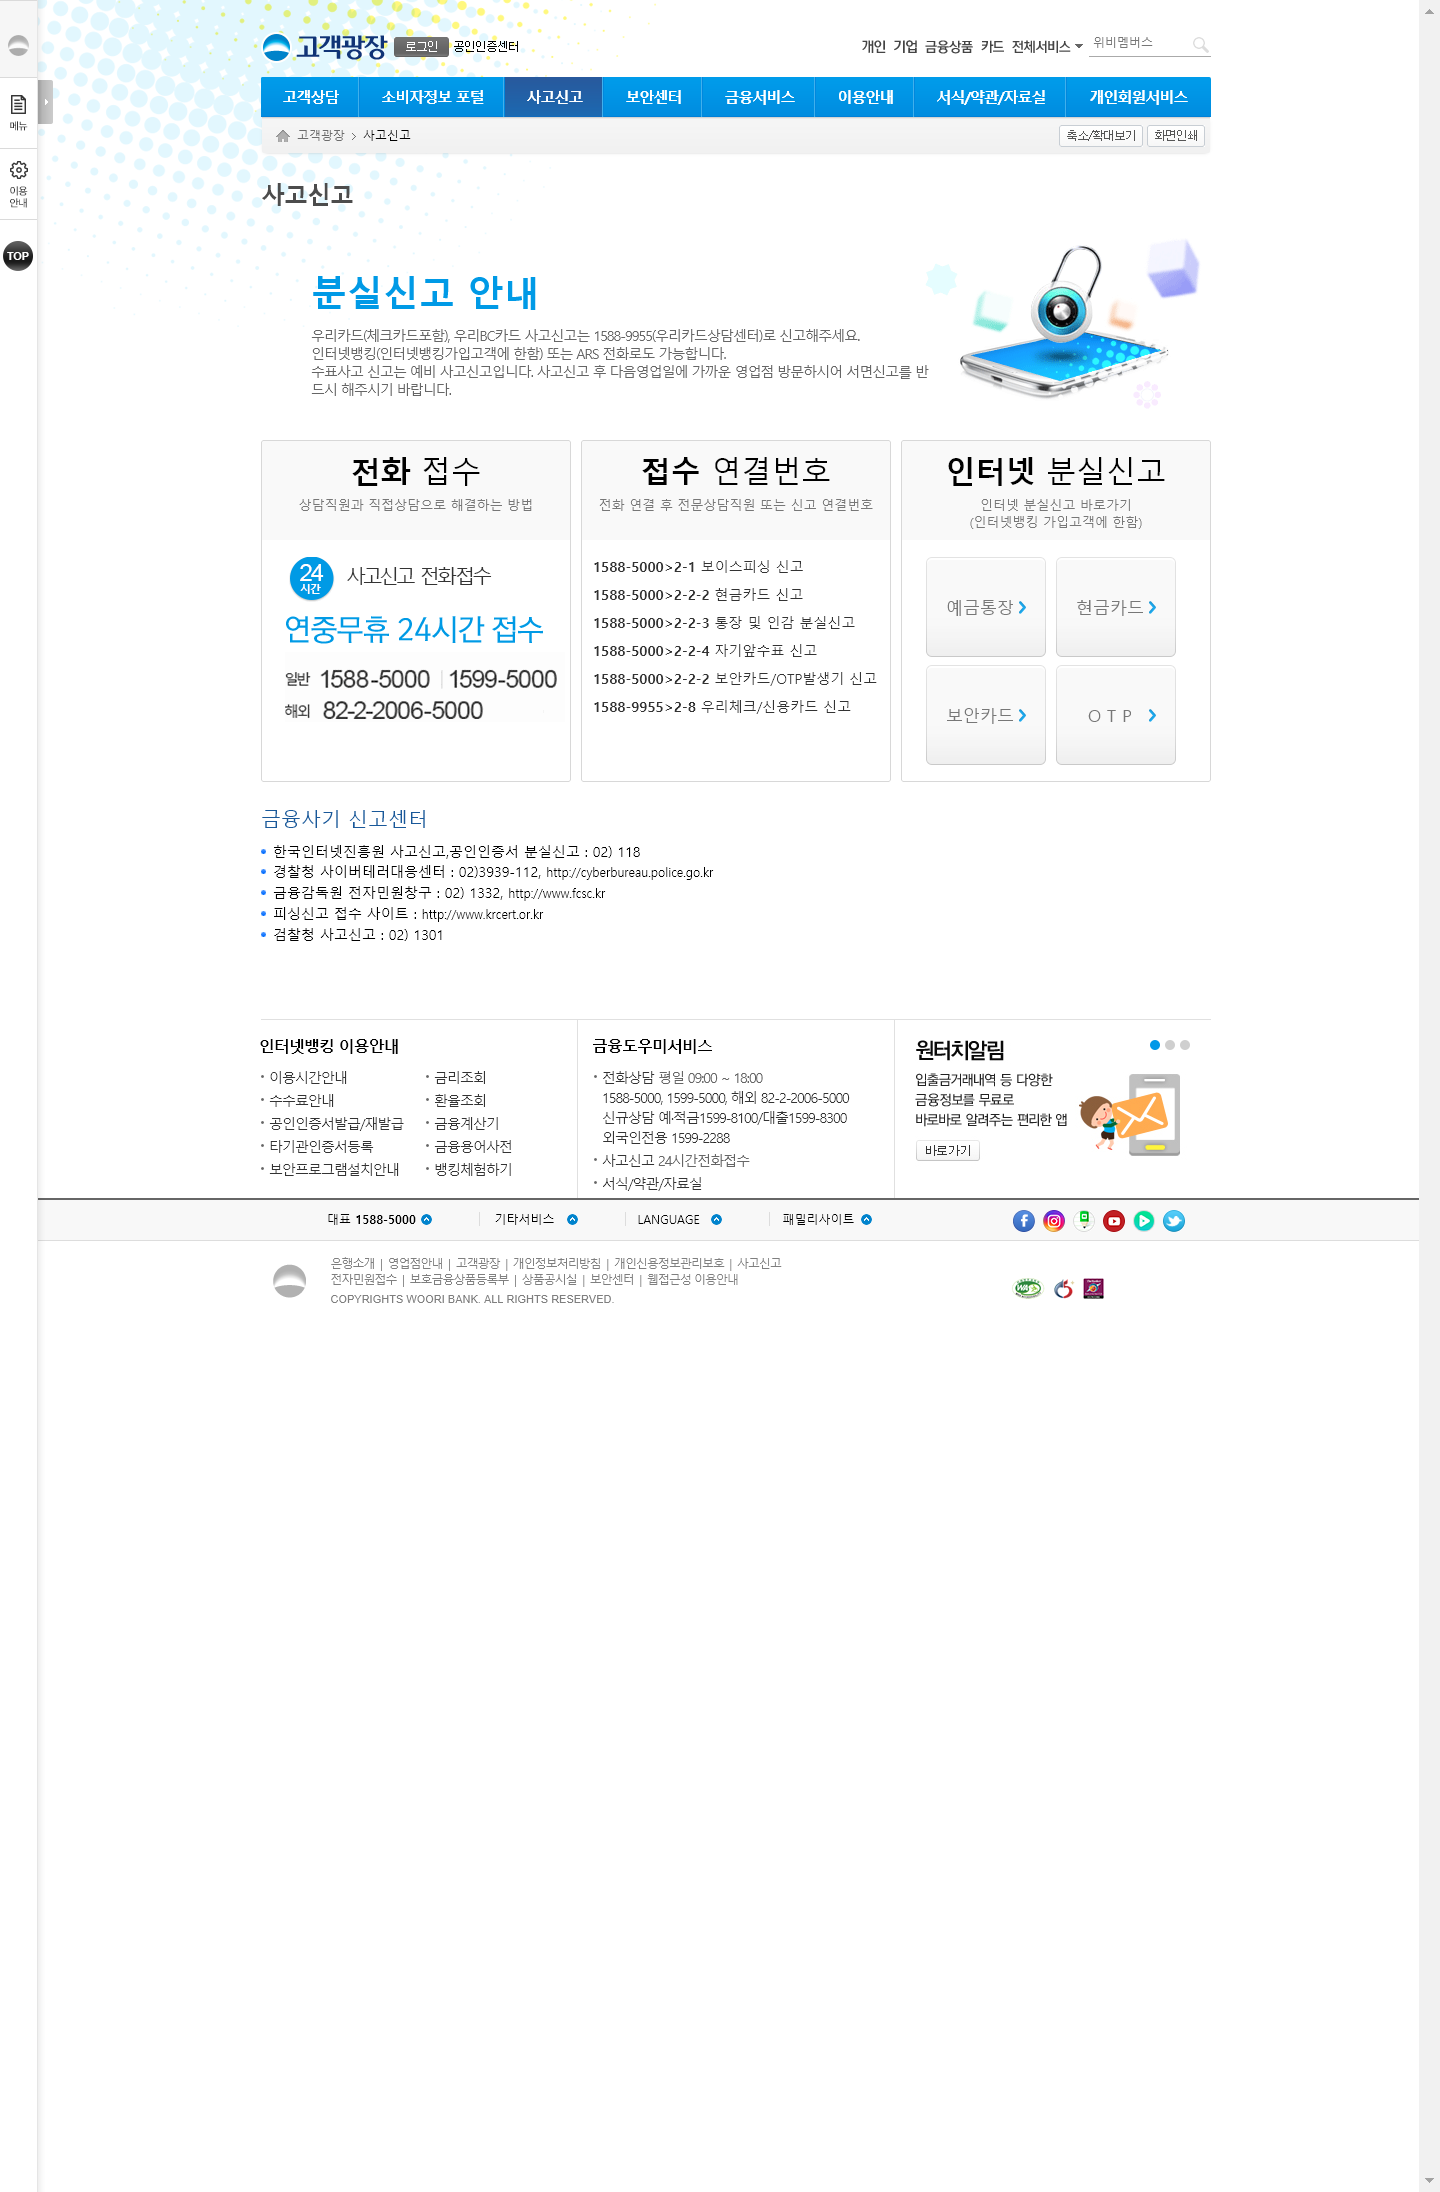 메뉴
이용
안내
TOP
고객광장 로그인 공인인증센터
개인 기업 금융상품 카드 전체서비스 위비멤버스
고객상담 소비자정보 포털 사고신고 보안센터 금융서비스 이용안내 서식/약관/자료실 개인회원서비스
고객광장 > 사고신고
축소/확대보기 화면인쇄
사고신고
분실신고 안내
우리카드(체크카드포함), 우리BC카드 사고신고는 1588-9955(우리카드상담센터)로 신고해주세요.
인터넷뱅킹(인터넷뱅킹가입고객에 한함) 또는 ARS 전화로도 가능합니다.
수표사고 신고는 예비 사고신고입니다. 사고신고 후 다음영업일에 가까운 영업점 방문하시어 서면신고를 반
드시 해주시기 바랍니다.
전화 접수
상담직원과 직접상담으로 해결하는 방법
24
시간
사고신고 전화접수
연중무휴 24시간 접수
일반 1588-5000 | 1599-5000
해외 82-2-2006-5000
접수 연결번호
전화 연결 후 전문상담직원 또는 신고 연결번호
1588-5000>2-1 보이스피싱 신고
1588-5000>2-2-2 현금카드 신고
1588-5000>2-2-3 통장 및 인감 분실신고
1588-5000>2-2-4 자기앞수표 신고
1588-5000>2-2-2 보안카드/OTP발생기 신고
1588-9955>2-8 우리체크/신용카드 신고
인터넷 분실신고
인터넷 분실신고 바로가기
(인터넷뱅킹 가입고객에 한함)
예금통장 현금카드
보안카드 O T P
금융사기 신고센터
한국인터넷진흥원 사고신고,공인인증서 분실신고 : 02) 118
경찰청 사이버테러대응센터 : 02)3939-112, http://cyberbureau.police.go.kr
금융감독원 전자민원창구 : 02) 1332, http://www.fcsc.kr
피싱신고 접수 사이트 : http://www.krcert.or.kr
검찰청 사고신고 : 02) 1301
인터넷뱅킹 이용안내
이용시간안내
수수료안내
공인인증서발급/재발급
타기관인증서등록
보안프로그램설치안내
금리조회
환율조회
금융계산기
금융용어사전
뱅킹체험하기
금융도우미서비스
전화상담 평일 09:00 ~ 18:00
1588-5000, 1599-5000, 해외 82-2-2006-5000
신규상담 예·적금1599-8100/대출1599-8300
외국인전용 1599-2288
사고신고 24시간전화접수
서식/약관/자료실
원터치알림
입출금거래내역 등 다양한
금융정보를 무료로
바로바로 알려주는 편리한 앱
바로가기
대표 1588-5000 기타서비스 LANGUAGE 패밀리사이트
은행소개 | 영업점안내 | 고객광장 | 개인정보처리방침 | 개인신용정보관리보호 | 사고신고
전자민원접수 | 보호금융상품등록부 | 상품공시실 | 보안센터 | 웹접근성 이용안내
COPYRIGHTS WOORI BANK. ALL RIGHTS RESERVED.